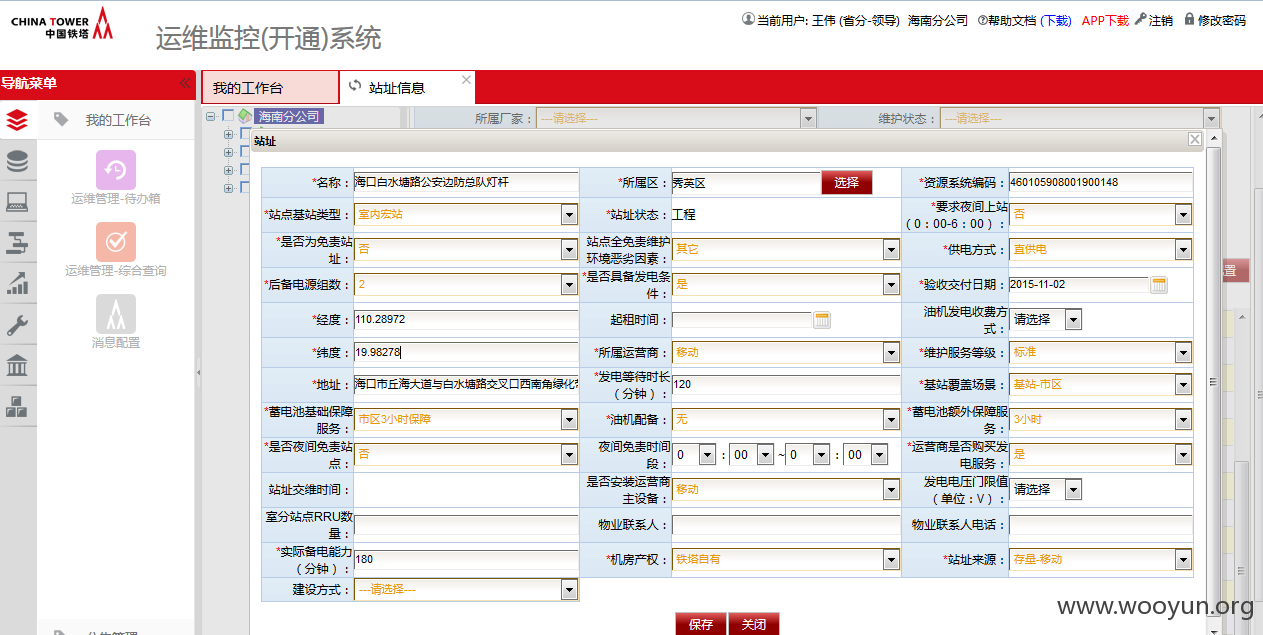 CHINA TOWER
中国铁塔
运维监控(开通)系统
当前用户: 王伟 (省分-领导) 海南分公司 帮助文档 (下载) APP下载 注销 修改密码
导航菜单
我的工作台
站址信息
我的工作台
运维管理-待办箱
运维管理-综合查询
消息配置
海南分公司
所属厂家：
---请选择---
维护状态：
---请选择---
站址
*名称：
海口白水塘路公安边防总队灯杆
*所属区：
秀英区
选择
*资源系统编码：
460105908001900148
*站点基站类型：
室内宏站
*站址状态：
工程
*要求夜间上站
(0：00-6：00)：
否
*是否为免责站
址：
否
站点全免责维护
环境恶劣因素：
其它
*供电方式：
直供电
*后备电源组数：
2
*是否具备发电条
件：
是
*验收交付日期：
2015-11-02
*经度：
110.28972
起租时间：
油机发电收费方
式：
请选择
*纬度：
19.98278
*所属运营商：
移动
*维护服务等级：
标准
*地址：
海口市丘海大道与白水塘路交叉口西南角绿化
*发电等待时长
（分钟）：
120
*基站覆盖场景：
基站-市区
*蓄电池基础保障
服务：
市区3小时保障
*油机配备：
无
*蓄电池额外保障服
务：
3小时
*是否夜间免责站
点：
否
夜间免责时间
段：
0 : 00 ~ 0 : 00
*运营商是否购买发
电服务：
是
站址交维时间：
是否安装运营商
主设备：
移动
发电电压门限值
（单位：V）：
请选择
室分站点RRU数
量：
物业联系人：
物业联系人电话：
*实际备电能力
（分钟）：
180
*机房产权：
铁塔自有
*站址来源：
存量-移动
建设方式：
---请选择---
保存
关闭
置
公告管理
www.wooyun.org